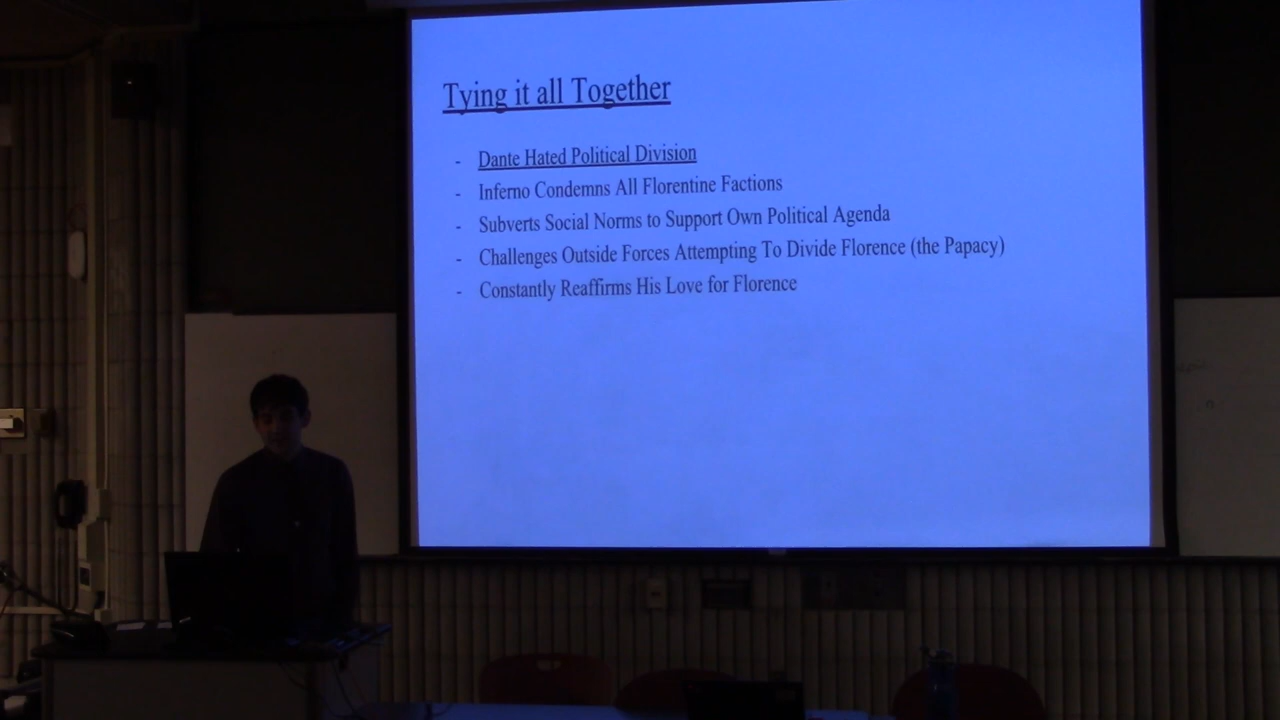 Tying it all Together
- Dante Hated Political Division
- Inferno Condemns All Florentine Factions
- Subverts Social Norms to Support Own Political Agenda
- Challenges Outside Forces Attempting To Divide Florence (the Papacy)
- Constantly Reaffirms His Love for Florence